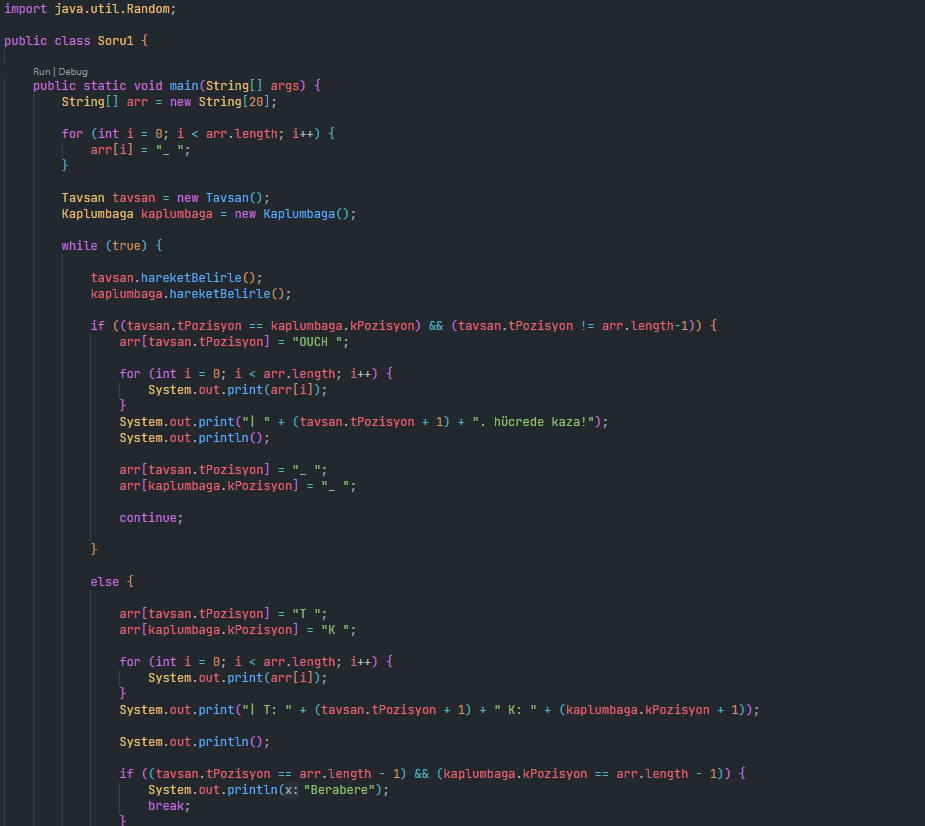 import java.util.Random;
public class Soru1 {
Run | Debug
public static void main(String[] args) {
String[] arr = new String[20];
for (int i = 0; i < arr.length; i++) {
arr[i] = "_ ";
}
Tavsan tavsan = new Tavsan();
Kaplumbaga kaplumbaga = new Kaplumbaga();
while (true) {
tavsan.hareketBelirle();
kaplumbaga.hareketBelirle();
if ((tavsan.tPozisyon == kaplumbaga.kPozisyon) && (tavsan.tPozisyon != arr.length-1)) {
arr[tavsan.tPozisyon] = "OUCH ";
for (int i = 0; i < arr.length; i++) {
System.out.print(arr[i]);
}
System.out.print("| " + (tavsan.tPozisyon + 1) + ". hücrede kaza!");
System.out.println();
arr[tavsan.tPozisyon] = "_ ";
arr[kaplumbaga.kPozisyon] = "_ ";
continue;
}
else {
arr[tavsan.tPozisyon] = "T ";
arr[kaplumbaga.kPozisyon] = "K ";
for (int i = 0; i < arr.length; i++) {
System.out.print(arr[i]);
}
System.out.print("| T: " + (tavsan.tPozisyon + 1) + " K: " + (kaplumbaga.kPozisyon + 1));
System.out.println();
if ((tavsan.tPozisyon == arr.length - 1) && (kaplumbaga.kPozisyon == arr.length - 1)) {
System.out.println(x: "Berabere");
break;
}